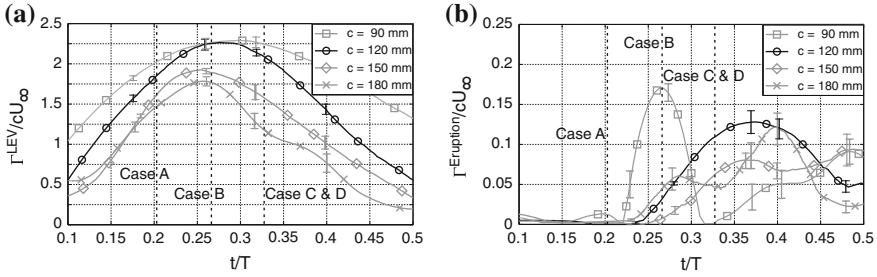 (a)
2.5
2
1.5
1
0.5
0
Γ^LEV/cU∞
c = 90 mm
c = 120 mm
c = 150 mm
c = 180 mm
Case A
Case B
Case C & D
0.1 0.15 0.2 0.25 0.3 0.35 0.4 0.45 0.5
t/T
(b)
0.25
0.2
0.15
0.1
0.05
0
Γ^Eruption/cU∞
c = 90 mm
c = 120 mm
c = 150 mm
c = 180 mm
Case B
Case C & D
Case A
0.1 0.15 0.2 0.25 0.3 0.35 0.4 0.45 0.5
t/T